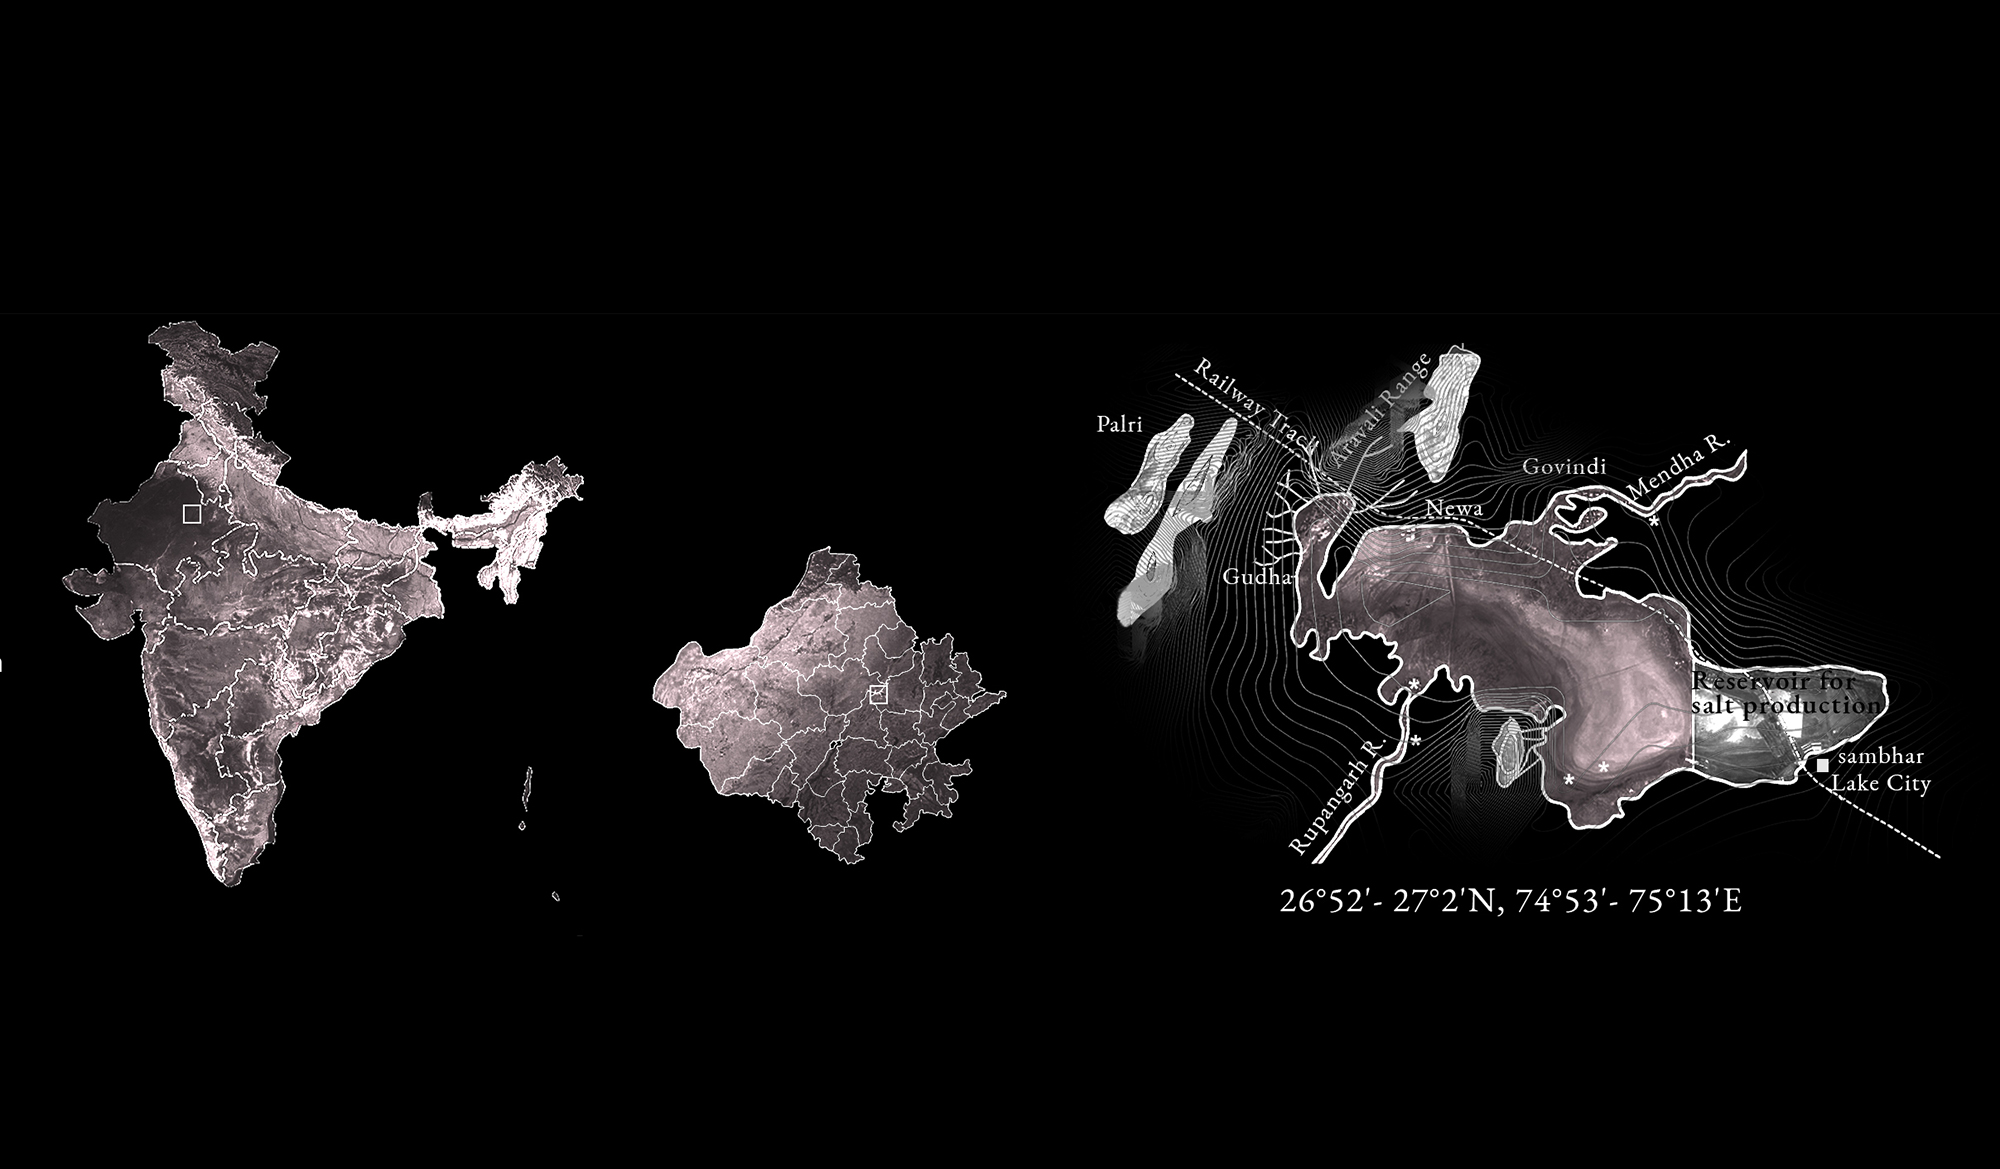 Railway Track
Aravali Range
Palri
Govindi
Mendha R.
Newa
Gudha
Reservoir for
salt production
sambhar
Lake City
Rupangarh R.
26°52'- 27°2'N, 74°53'- 75°13'E